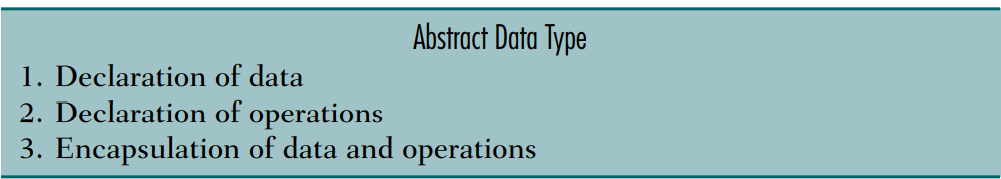 Abstract Data Type
1. Declaration of data
2. Declaration of operations
3. Encapsulation of data and operations